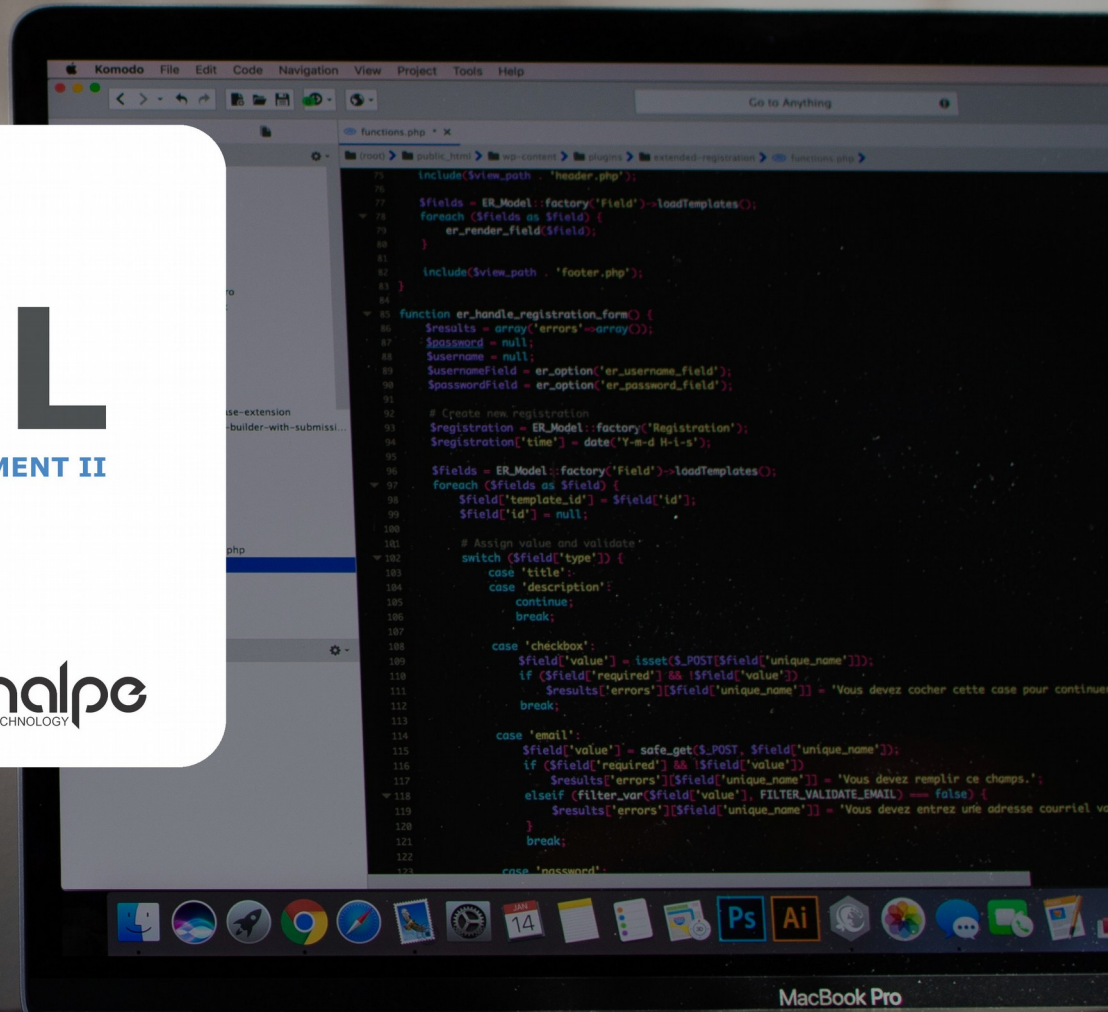 Komodo File Edit Code Navigation View Project Tools Help
Go to Anything
functions.php * ×
(root) public_html wp-content plugins extended-registration functions.php
75 include($view_path . 'header.php');
76
77 $fields = ER_Model::factory('Field')->loadTemplates();
78 foreach ($fields as $field) {
79 er_render_field($field);
80 }
81
82 include($view_path . 'footer.php');
83 }
84
85 function er_handle_registration_form() {
86 $results = array('errors'=>array());
87 $password = null;
88 $username = null;
89 $usernameField = er_option('er_username_field');
90 $passwordField = er_option('er_password_field');
91
92 # Create new registration
93 $registration = ER_Model::factory('Registration');
94 $registration['time'] = date('Y-m-d H-i-s');
95
96 $fields = ER_Model::factory('Field')->loadTemplates();
97 foreach ($fields as $field) {
98 $field['template_id'] = $field['id'];
99 $field['id'] = null;
100
101 # Assign value and validate
102 switch ($field['type']) {
103 case 'title':
104 case 'description':
105 continue;
106 break;
107
108 case 'checkbox':
109 $field['value'] = isset($_POST[$field['unique_name']]);
110 if ($field['required'] && !$field['value'])
111 $results['errors'][$field['unique_name']] = 'Vous devez cocher cette case pour continuer
112 break;
113
114 case 'email':
115 $field['value'] = safe_get($_POST, $field['unique_name']);
116 if ($field['required'] && !$field['value'])
117 $results['errors'][$field['unique_name']] = 'Vous devez remplir ce champs.';
118 elseif (filter_var($field['value'], FILTER_VALIDATE_EMAIL) === false) {
119 $results['errors'][$field['unique_name']] = 'Vous devez entrez une adresse courriel va
120 }
121 break;
122
123 case 'password':
ro
se-extension
-builder-with-submissi...
php
L
MENT II
nalpe
CHNOLOGY
JAN
14
Ps Ai
MacBook Pro